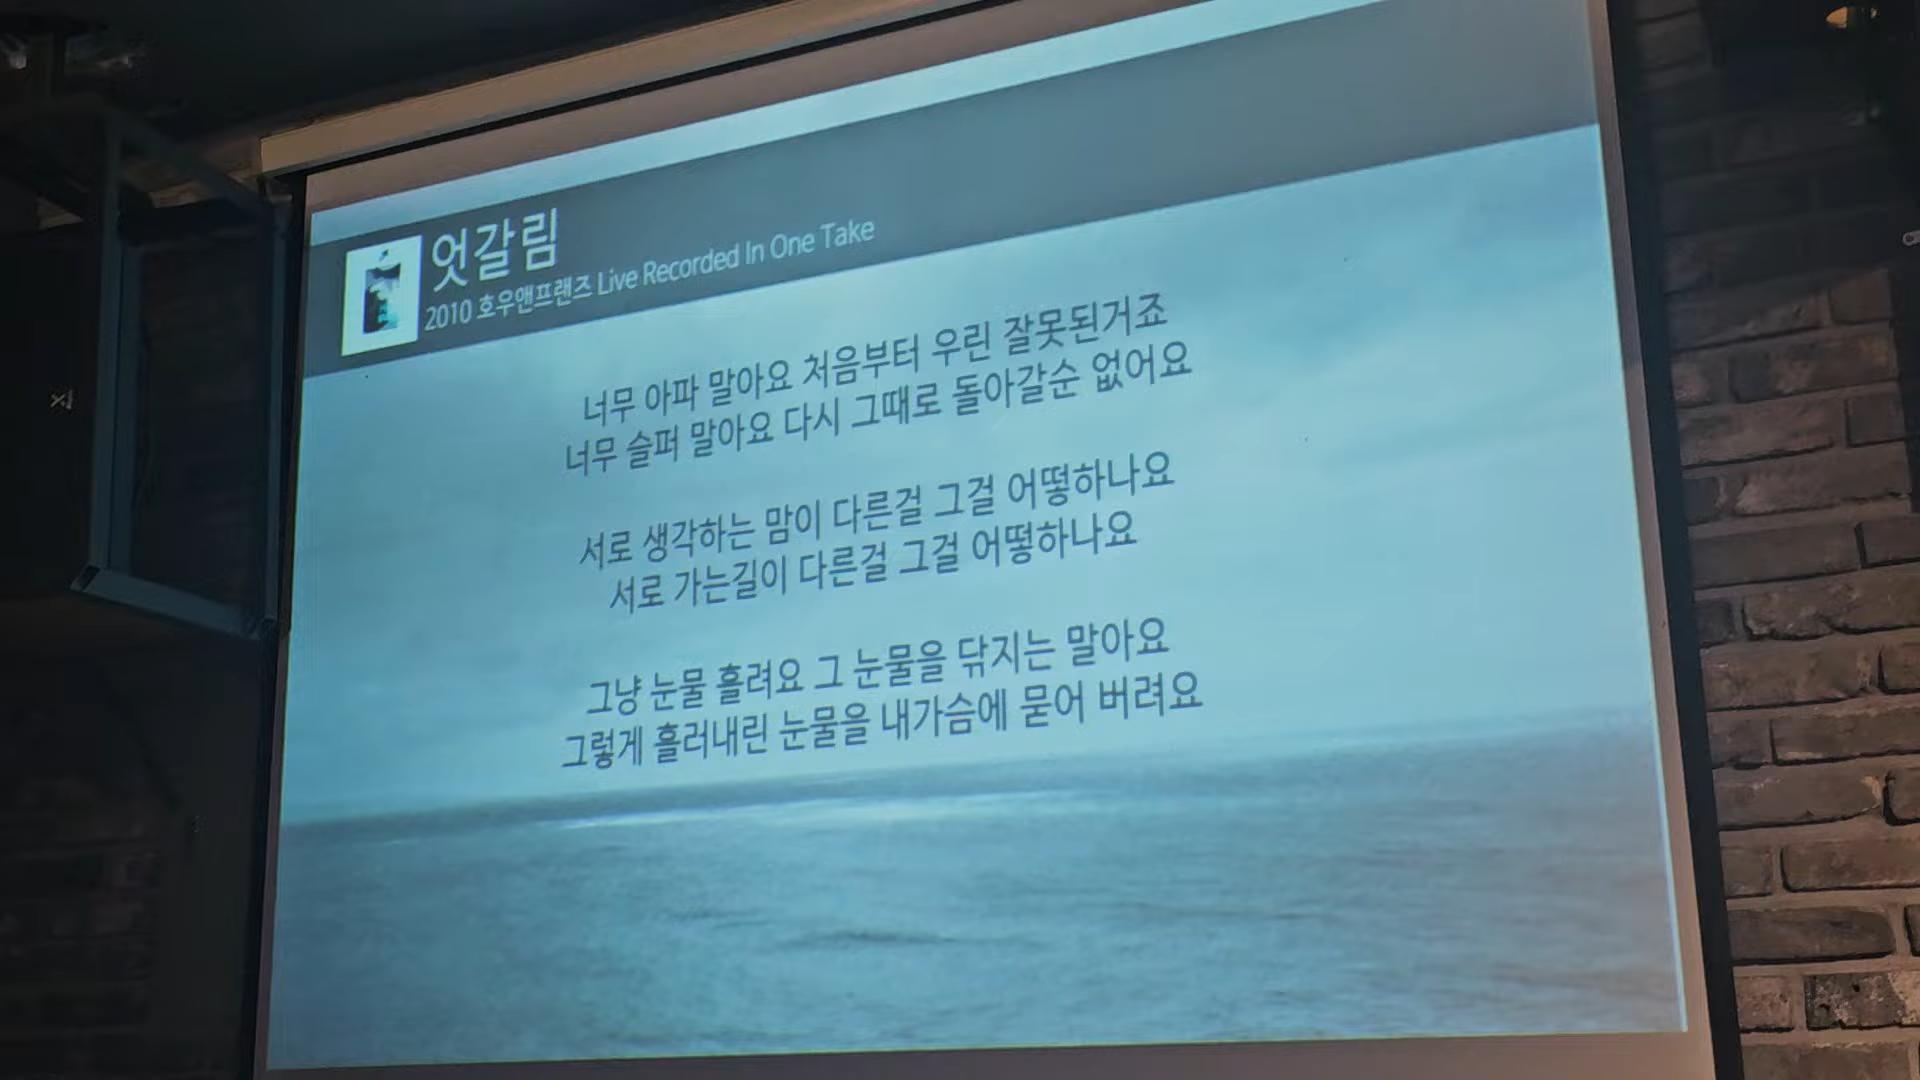 엇갈림
2010 호우앤프랜즈 Live Recorded In One Take
너무 아파 말아요 처음부터 우린 잘못된거죠
너무 슬퍼 말아요 다시 그때로 돌아갈순 없어요
서로 생각하는 맘이 다른걸 그걸 어떻하나요
서로 가는길이 다른걸 그걸 어떻하나요
그냥 눈물 흘려요 그 눈물을 닦지는 말아요
그렇게 흘러내린 눈물을 내가슴에 묻어 버려요